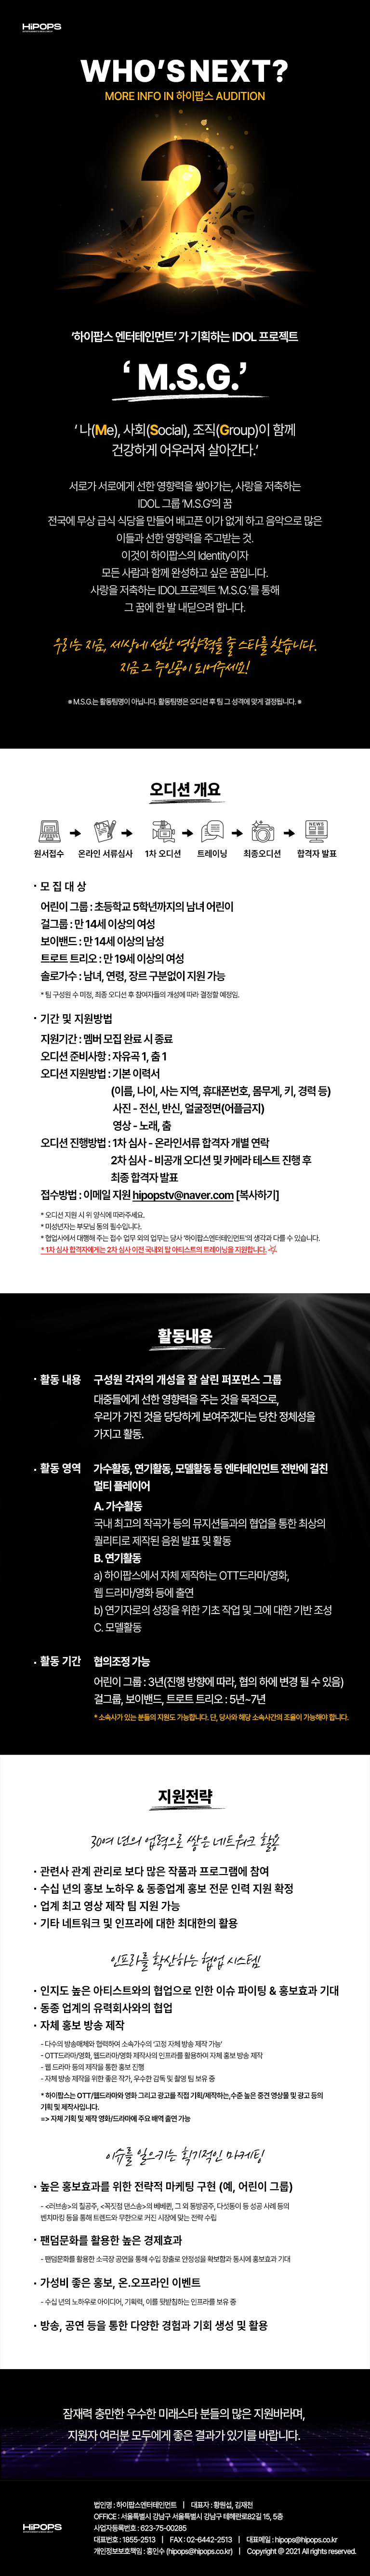 HiPOPS
WHO'S NEXT?
MORE INFO IN 하이팝스 AUDITION
'하이팝스 엔터테인먼트' 가 기획하는 IDOL 프로젝트
' M.S.G.'
' 나(Me), 사회(Social), 조직(Group)이 함께
건강하게 어우러져 살아간다.'
서로가 서로에게 선한 영향력을 쌓아가는, 사랑을 저축하는
IDOL 그룹 'M.S.G'의 꿈
전국에 무상 급식 식당을 만들어 배고픈 이가 없게 하고 음악으로 많은
이들과 선한 영향력을 주고받는 것.
이것이 하이팝스의 Identity이자
모든 사람과 함께 완성하고 싶은 꿈입니다.
사랑을 저축하는 IDOL프로젝트 'M.S.G.'를 통해
그 꿈에 한 발 내딛으려 합니다.
우리는 지금, 세상에 선한 영향력을 줄 스타를 찾습니다.
지금 그 주인공이 되어주세요!
※ M.S.G.는 활동팀명이 아닙니다. 활동팀명은 오디션 후 팀 그 성격에 맞게 결정됩니다. ※
오디션 개요
NEWS
원서접수 온라인 서류심사 1차 오디션 트레이닝 최종오디션 합격자 발표
· 모 집 대 상
어린이 그룹 : 초등학교 5학년까지의 남녀 어린이
걸그룹 : 만 14세 이상의 여성
보이밴드 : 만 14세 이상의 남성
트로트 트리오 : 만 19세 이상의 여성
솔로가수 : 남녀, 연령, 장르 구분없이 지원 가능
* 팀 구성원 수 미정, 최종 오디션 후 참여자들의 개성에 따라 결정할 예정임.
· 기간 및 지원방법
지원기간 : 멤버 모집 완료 시 종료
오디션 준비사항 : 자유곡 1, 춤 1
오디션 지원방법 : 기본 이력서
(이름, 나이, 사는 지역, 휴대폰번호, 몸무게, 키, 경력 등)
사진 - 전신, 반신, 얼굴정면(어플금지)
영상 - 노래, 춤
오디션 진행방법 : 1차 심사 - 온라인서류 합격자 개별 연락
2차 심사 - 비공개 오디션 및 카메라 테스트 진행 후
최종 합격자 발표
접수방법 : 이메일 지원 hipopstv@naver.com [복사하기]
* 오디션 지원 시 위 양식에 따라주세요.
* 미성년자는 부모님 동의 필수입니다.
* 협업사에서 대행해 주는 접수 업무 외의 업무는 당사 '하이팝스엔터테인먼트'의 생각과 다를 수 있습니다.
* 1차 심사 합격자에게는 2차 심사 이전 국내외 탑 아티스트의 트레이닝을 지원합니다.
활동내용
· 활동 내용 구성원 각자의 개성을 잘 살린 퍼포먼스 그룹
대중들에게 선한 영향력을 주는 것을 목적으로,
우리가 가진 것을 당당하게 보여주겠다는 당찬 정체성을
가지고 활동.
· 활동 영역 가수활동, 연기활동, 모델활동 등 엔터테인먼트 전반에 걸친
멀티 플레이어
A. 가수활동
국내 최고의 작곡가 등의 뮤지션들과의 협업을 통한 최상의
퀄리티로 제작된 음원 발표 및 활동
B. 연기활동
a) 하이팝스에서 자체 제작하는 OTT드라마/영화,
웹 드라마/영화 등에 출연
b) 연기자로의 성장을 위한 기초 작업 및 그에 대한 기반 조성
C. 모델활동
· 활동 기간 협의조정 가능
어린이 그룹 : 3년(진행 방향에 따라, 협의 하에 변경 될 수 있음)
걸그룹, 보이밴드, 트로트 트리오 : 5년~7년
* 소속사가 있는 분들의 지원도 가능합니다. 단, 당사와 해당 소속사간의 조율이 가능해야 합니다.
지원전략
30여 년의 업력으로 쌓은 네트워크 활용
· 관련사 관계 관리로 보다 많은 작품과 프로그램에 참여
· 수십 년의 홍보 노하우 & 동종업계 홍보 전문 인력 지원 확정
· 업계 최고 영상 제작 팀 지원 가능
· 기타 네트워크 및 인프라에 대한 최대한의 활용
인프라를 확산하는 협업 시스템
· 인지도 높은 아티스트와의 협업으로 인한 이슈 파이팅 & 홍보효과 기대
· 동종 업계의 유력회사와의 협업
· 자체 홍보 방송 제작
- 다수의 방송매체와 협력하여 소속가수의 '고정 자체 방송 제작 가능'
- OTT드라마/영화, 웹드라마/영화 제작사의 인프라를 활용하여 자체 홍보 방송 제작
- 웹 드라마 등의 제작을 통한 홍보 진행
- 자체 방송 제작을 위한 좋은 작가, 우수한 감독 및 촬영 팀 보유 중
* 하이팝스는 OTT/웹드라마와 영화 그리고 광고를 직접 기획/제작하는,수준 높은 중견 영상물 및 광고 등의
기획 및 제작사입니다.
=> 자체 기획 및 제작 영화/드라마에 주요 배역 출연 가능
이슈를 일으키는 획기적인 마케팅
· 높은 홍보효과를 위한 전략적 마케팅 구현 (예, 어린이 그룹)
- <러브송>의 칠공주, <꼭짓점 댄스송>의 베베퀸, 그 외 동방공주, 다섯동이 등 성공 사례 등의
벤치마킹 등을 통해 트렌드와 무한으로 커진 시장에 맞는 전략 수립
· 팬덤문화를 활용한 높은 경제효과
- 팬덤문화를 활용한 소극장 공연을 통해 수입 창출로 안정성을 확보함과 동시에 홍보효과 기대
· 가성비 좋은 홍보, 온.오프라인 이벤트
- 수십 년의 노하우로 아이디어, 기획력, 이를 뒷받침하는 인프라를 보유 중
· 방송, 공연 등을 통한 다양한 경험과 기회 생성 및 활용
잠재력 충만한 우수한 미래스타 분들의 많은 지원바라며,
지원자 여러분 모두에게 좋은 결과가 있기를 바랍니다.
HiPOPS
법인명 : 하이팝스엔터테인먼트 | 대표자 : 황원섭, 김재천
OFFICE : 서울특별시 강남구 서울특별시 강남구 테헤란로82길 15, 5층
사업자등록번호 : 623-75-00285
대표번호 : 1855-2513 | FAX : 02-6442-2513 | 대표메일 : hipops@hipops.co.kr
개인정보보호책임 : 홍인수 (hipops@hipops.co.kr) | Copyright @ 2021 All rights reserved.